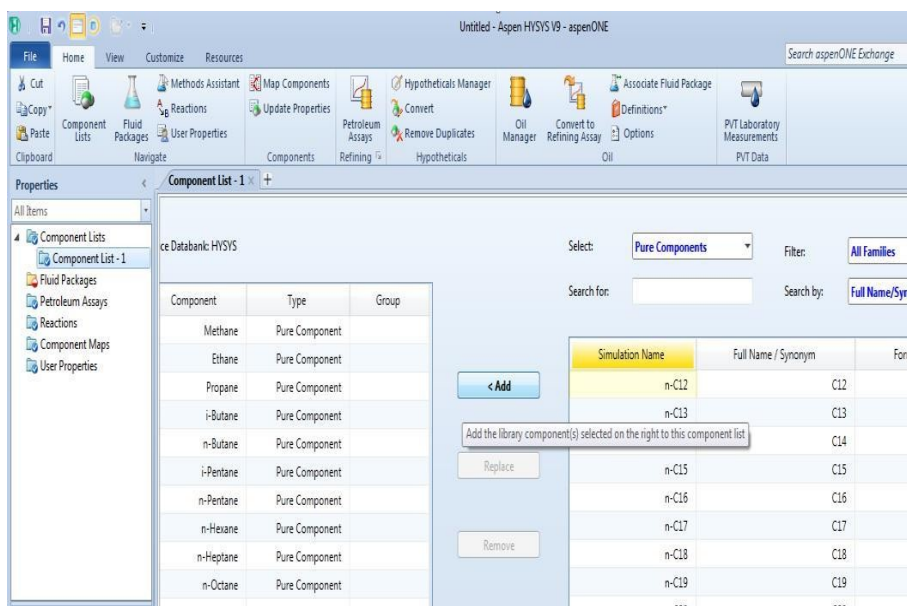 Untitled - Aspen HYSYS V9 - aspenONE
File Home View Customize Resources Search aspenONE Exchange
Cut
Copy
Paste
Clipboard
Component Lists
Fluid Packages
Methods Assistant
Reactions
User Properties
Navigate
Map Components
Update Properties
Components
Petroleum Assays
Refining
Hypotheticals Manager
Convert
Remove Duplicates
Hypotheticals
Oil Manager
Convert to Refining Assay
Associate Fluid Package
Definitions
Options
Oil
PVT Laboratory Measurements
PVT Data
Properties <
All Items
Component Lists
Component List - 1
Fluid Packages
Petroleum Assays
Reactions
Component Maps
User Properties
Component List - 1 × +
ce Databank: HYSYS
Select: Pure Components Filter: All Families
Search for: Search by: Full Name/Syn
Component Type Group
Methane Pure Component
Ethane Pure Component
Propane Pure Component
i-Butane Pure Component
n-Butane Pure Component
i-Pentane Pure Component
n-Pentane Pure Component
n-Hexane Pure Component
n-Heptane Pure Component
n-Octane Pure Component
< Add
Add the library component(s) selected on the right to this component list
Replace
Remove
Simulation Name Full Name / Synonym For
n-C12 C12
n-C13 C13
C14
n-C15 C15
n-C16 C16
n-C17 C17
n-C18 C18
n-C19 C19